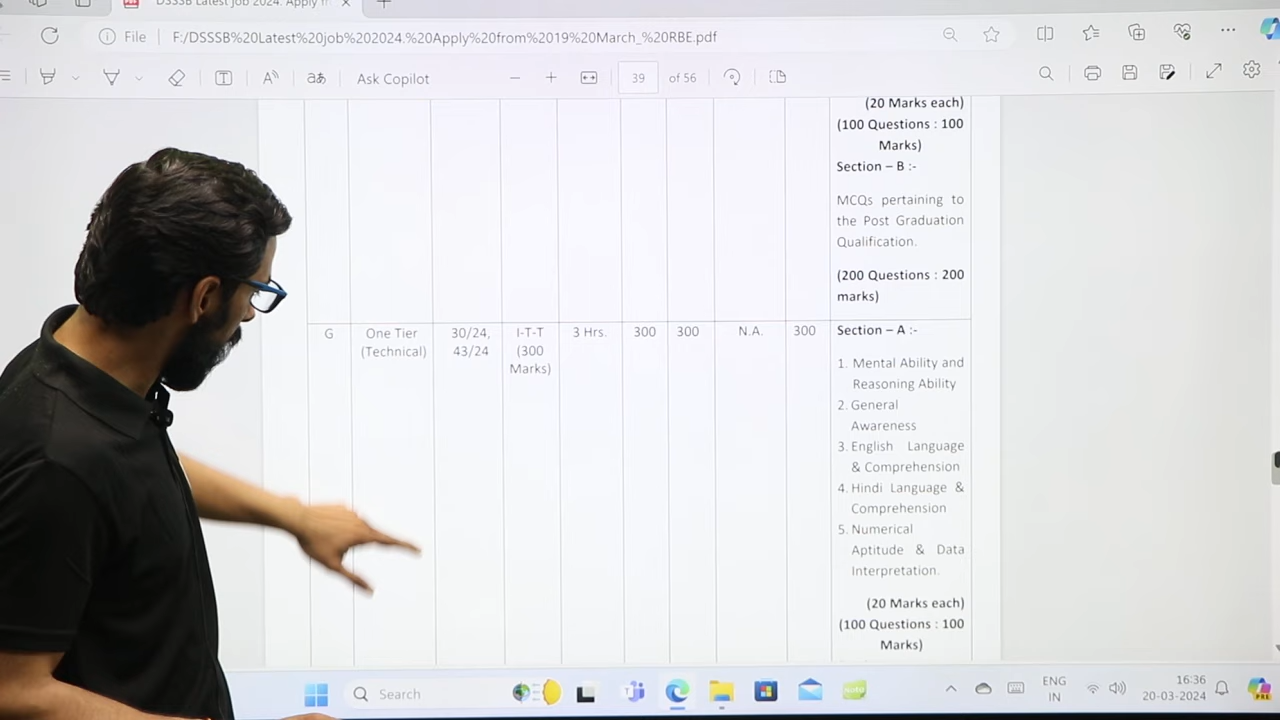 DSSSB Latest job 2024. Apply fr
File F:/DSSSB%20Latest%20job%202024.%20Apply%20from%2019%20March_%20RBE.pdf
Ask Copilot
39 of 56
(20 Marks each)
(100 Questions : 100
Marks)
Section – B :-
MCQs pertaining to
the Post Graduation
Qualification.
(200 Questions : 200
marks)
G
One Tier
(Technical)
30/24,
43/24
I-T-T
(300
Marks)
3 Hrs.
300
300
N.A.
300
Section – A :-
1. Mental Ability and
Reasoning Ability
2. General
Awareness
3. English Language
& Comprehension
4. Hindi Language &
Comprehension
5. Numerical
Aptitude & Data
Interpretation.
(20 Marks each)
(100 Questions : 100
Marks)
Search
ENG
IN
16:36
20-03-2024